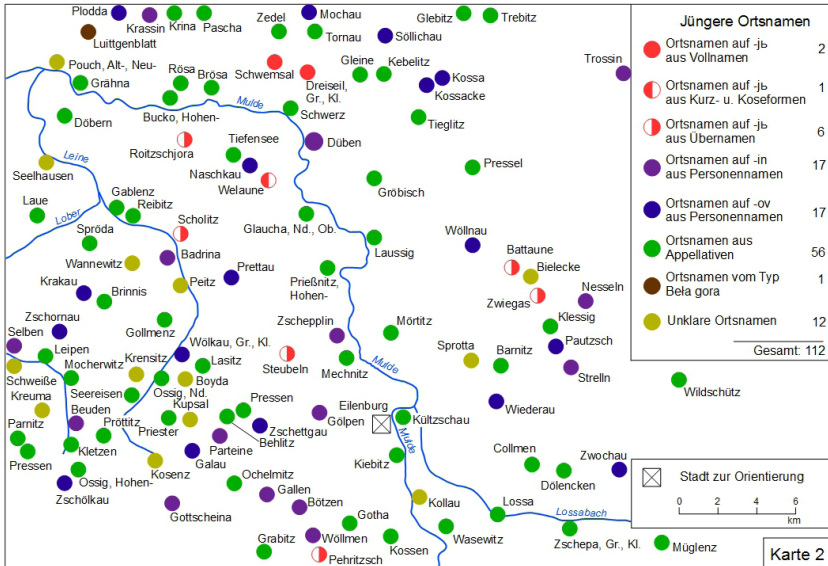 Plodda
Krassin
Krina
Pascha
Luittgenblatt
Zedel
Mochau
Tornau
Söllichau
Glebitz
Trebitz
Pouch, Alt-, Neu-
Grähna
Rösa
Brösa
Schwemsal
Dreiseil,
Gr., Kl.
Gleine
Kebelitz
Kossa
Kossacke
Trossin
Bucko, Hohen-
Mulde
Schwerz
Tieglitz
Döbern
Roitzschjora
Tiefensee
Düben
Leine
Naschkau
Welaune
Pressel
Seelhausen
Gröbisch
Gablenz
Reibitz
Laue
Lober
Scholitz
Glaucha, Nd., Ob.
Spröda
Laussig
Wöllnau
Wannewitz
Badrina
Battaune
Bielecke
Krakau
Brinnis
Peitz
Prettau
Prießnitz,
Hohen-
Zwiegas
Nesseln
Zschornau
Gollmenz
Zschepplin
Mörtitz
Klessig
Selben
Leipen
Wölkau, Gr., Kl.
Pautzsch
Mocherwitz
Krensitz
Lasitz
Steubeln
Mechnitz
Mulde
Sprotta
Barnitz
Strelln
Schweiße
Seereisen
Ossig, Nd.
Boyda
Wildschütz
Kreuma
Beuden
Kupsal
Pressen
Eilenburg
Gölpen
Kültzschau
Wiederau
Parnitz
Pröttitz
Priester
Behlitz
Zschettgau
Mulde
Pressen
Kletzen
Kosenz
Parteine
Galau
Kiebitz
Collmen
Zwochau
Dölencken
Ossig, Hohen-
Zschölkau
Ochelmitz
Gallen
Bötzen
Kollau
Lossa
Lossabach
Gottscheina
Gotha
Wöllmen
Grabitz
Pehritzsch
Kossen
Wasewitz
Zschepa, Gr., Kl.
Müglenz
Jüngere Ortsnamen
Ortsnamen auf -jь
aus Vollnamen 2
Ortsnamen auf -jь 1
aus Kurz- u. Koseformen
Ortsnamen auf -jь
aus Übernamen 6
Ortsnamen auf -in 17
aus Personennamen
Ortsnamen auf -ov 17
aus Personennamen
Ortsnamen aus
Appellativen 56
Ortsnamen vom Typ 1
Beła gora
Unklare Ortsnamen 12
Gesamt: 112
Stadt zur Orientierung
0 2 4 6
km
Karte 2